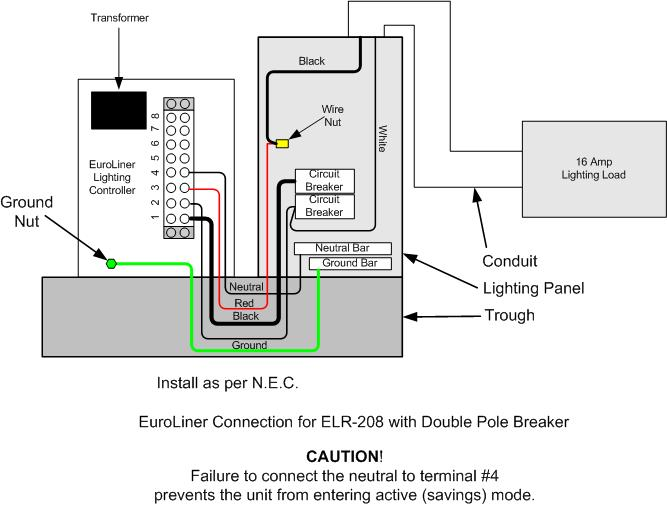 Transformer
Black
Wire
Nut
White
EuroLiner
Lighting
Controller
8
7
6
5
4
3
2
1
Circuit
Breaker
Circuit
Breaker
16 Amp
Lighting Load
Ground
Nut
Neutral Bar
Ground Bar
Conduit
Lighting Panel
Trough
Neutral
Red
Black
Ground
Install as per N.E.C.
EuroLiner Connection for ELR-208 with Double Pole Breaker
CAUTION!
Failure to connect the neutral to terminal #4
prevents the unit from entering active (savings) mode.